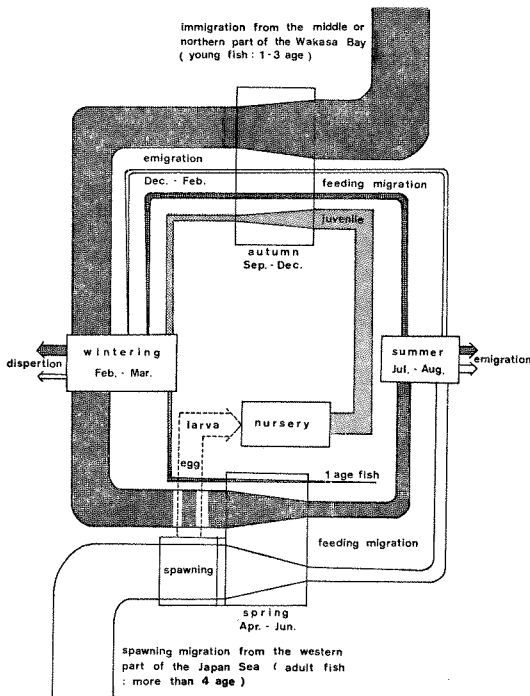 immigration from the middle or
northern part of the Wakasa Bay
( young fish : 1 - 3 age )
emigration
Dec. - Feb.
feeding migration
juvenile
autumn
Sep. - Dec.
wintering
Feb. - Mar.
dispertion
summer
Jul. - Aug.
emigration
larva
nursery
egg
1 age fish
feeding migration
spawning
spring
Apr. - Jun.
spawning migration from the western
part of the Japan Sea ( adult fish
: more than 4 age )